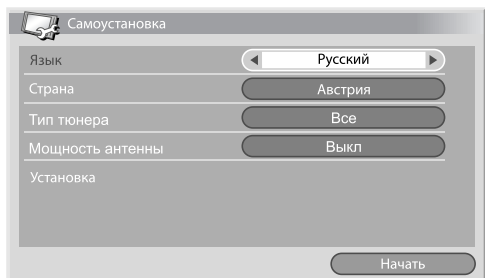 Самоустановка
Язык Русский
Страна Австрия
Тип тюнера Все
Мощность антенны Выкл
Установка
Начать